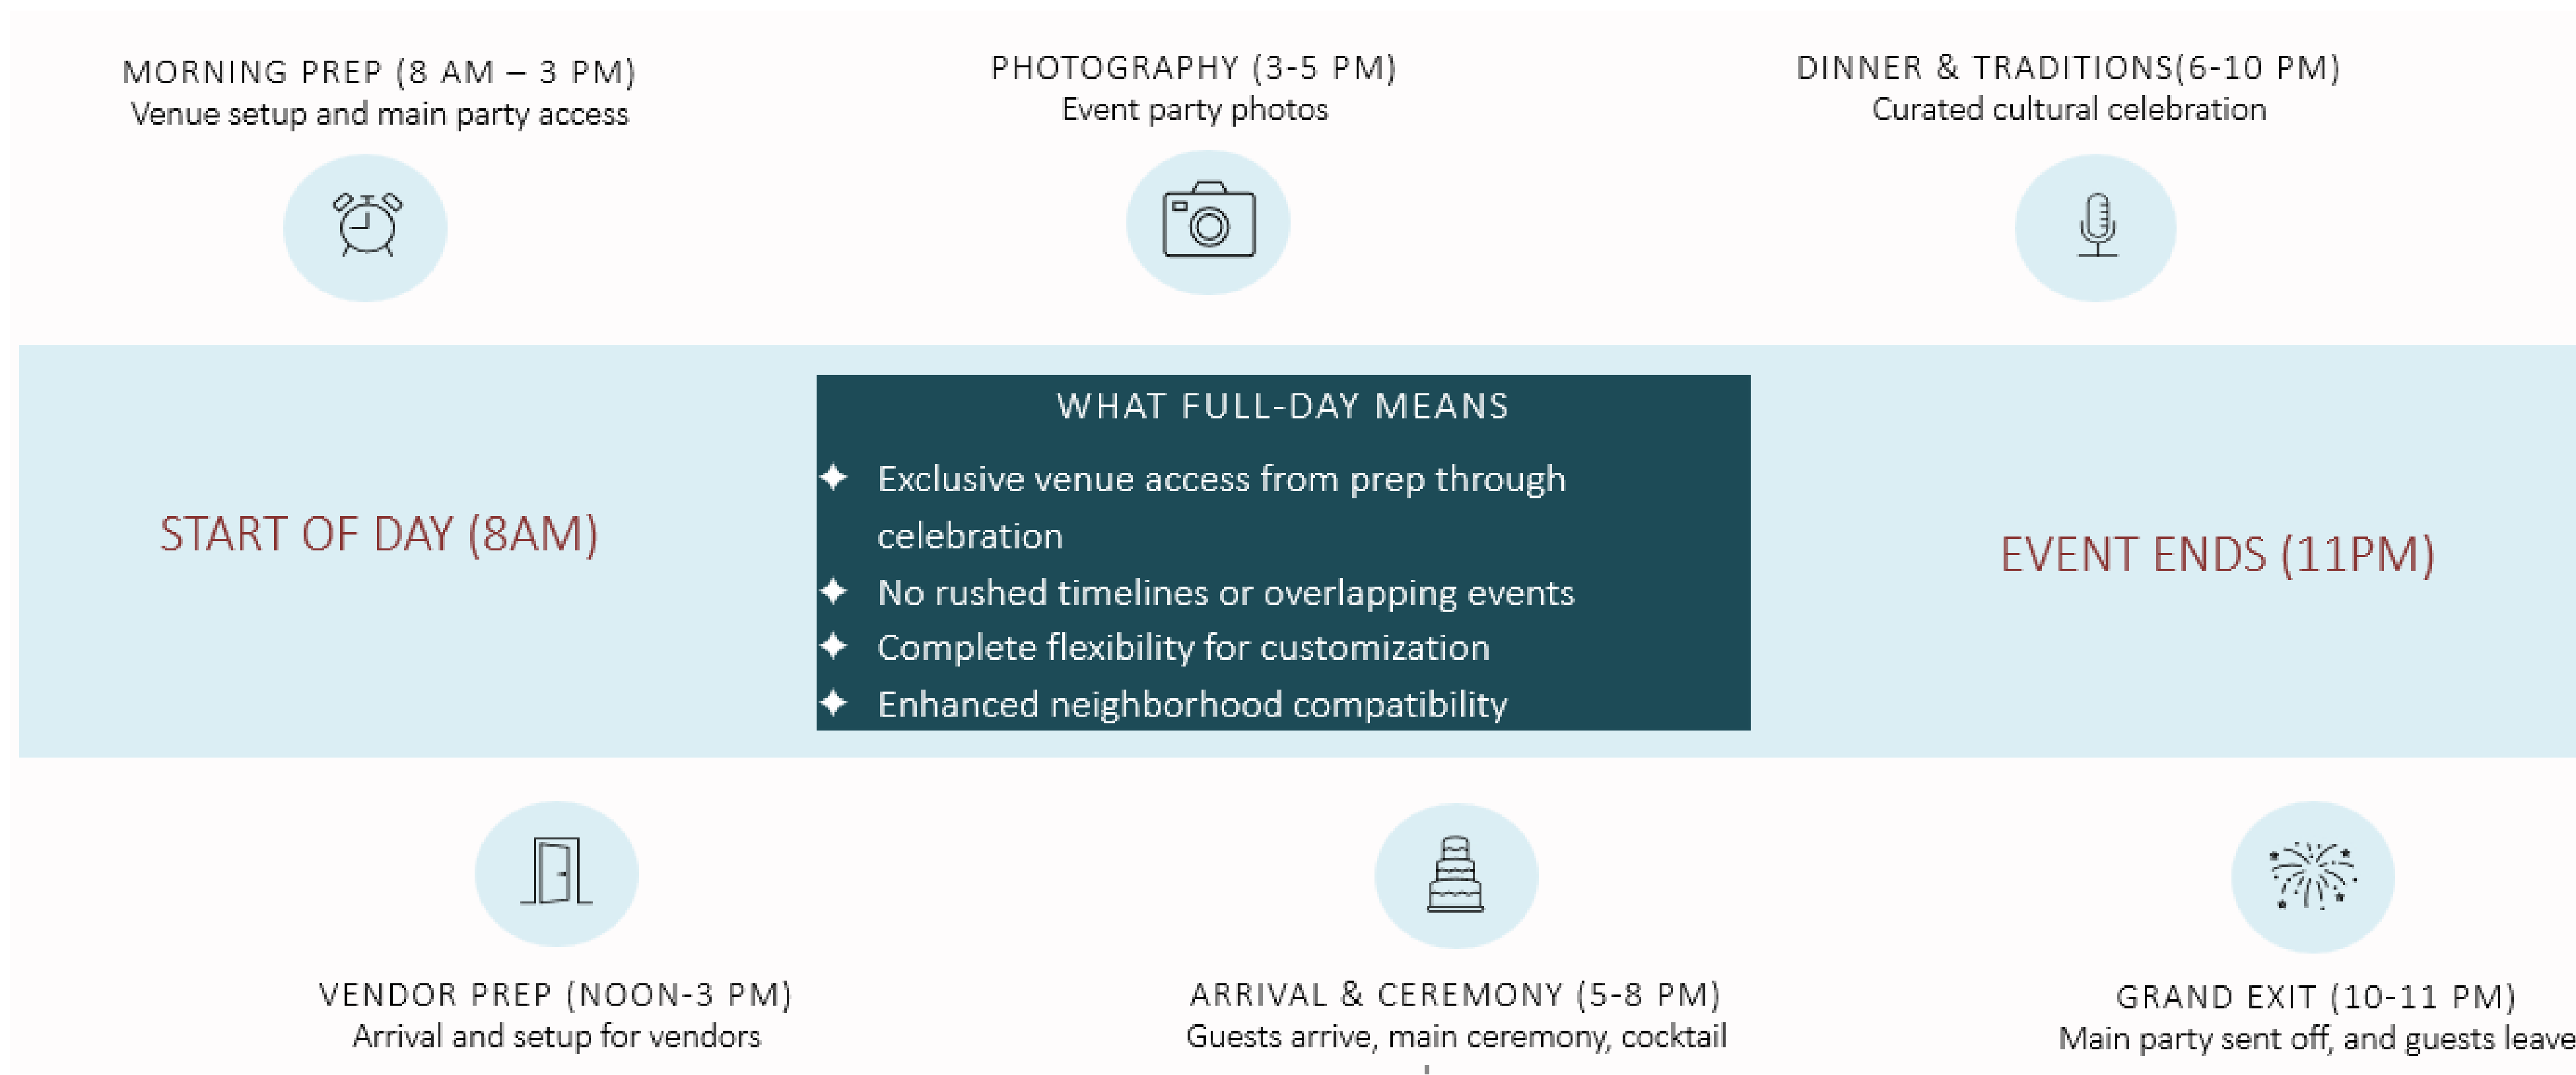 MORNING PREP (8 AM – 3 PM)
Venue setup and main party access
PHOTOGRAPHY (3-5 PM)
Event party photos
DINNER & TRADITIONS(6-10 PM)
Curated cultural celebration
START OF DAY (8AM)
WHAT FULL-DAY MEANS
✦ Exclusive venue access from prep through
celebration
✦ No rushed timelines or overlapping events
✦ Complete flexibility for customization
✦ Enhanced neighborhood compatibility
EVENT ENDS (11PM)
VENDOR PREP (NOON-3 PM)
Arrival and setup for vendors
ARRIVAL & CEREMONY (5-8 PM)
Guests arrive, main ceremony, cocktail
GRAND EXIT (10-11 PM)
Main party sent off, and guests leave